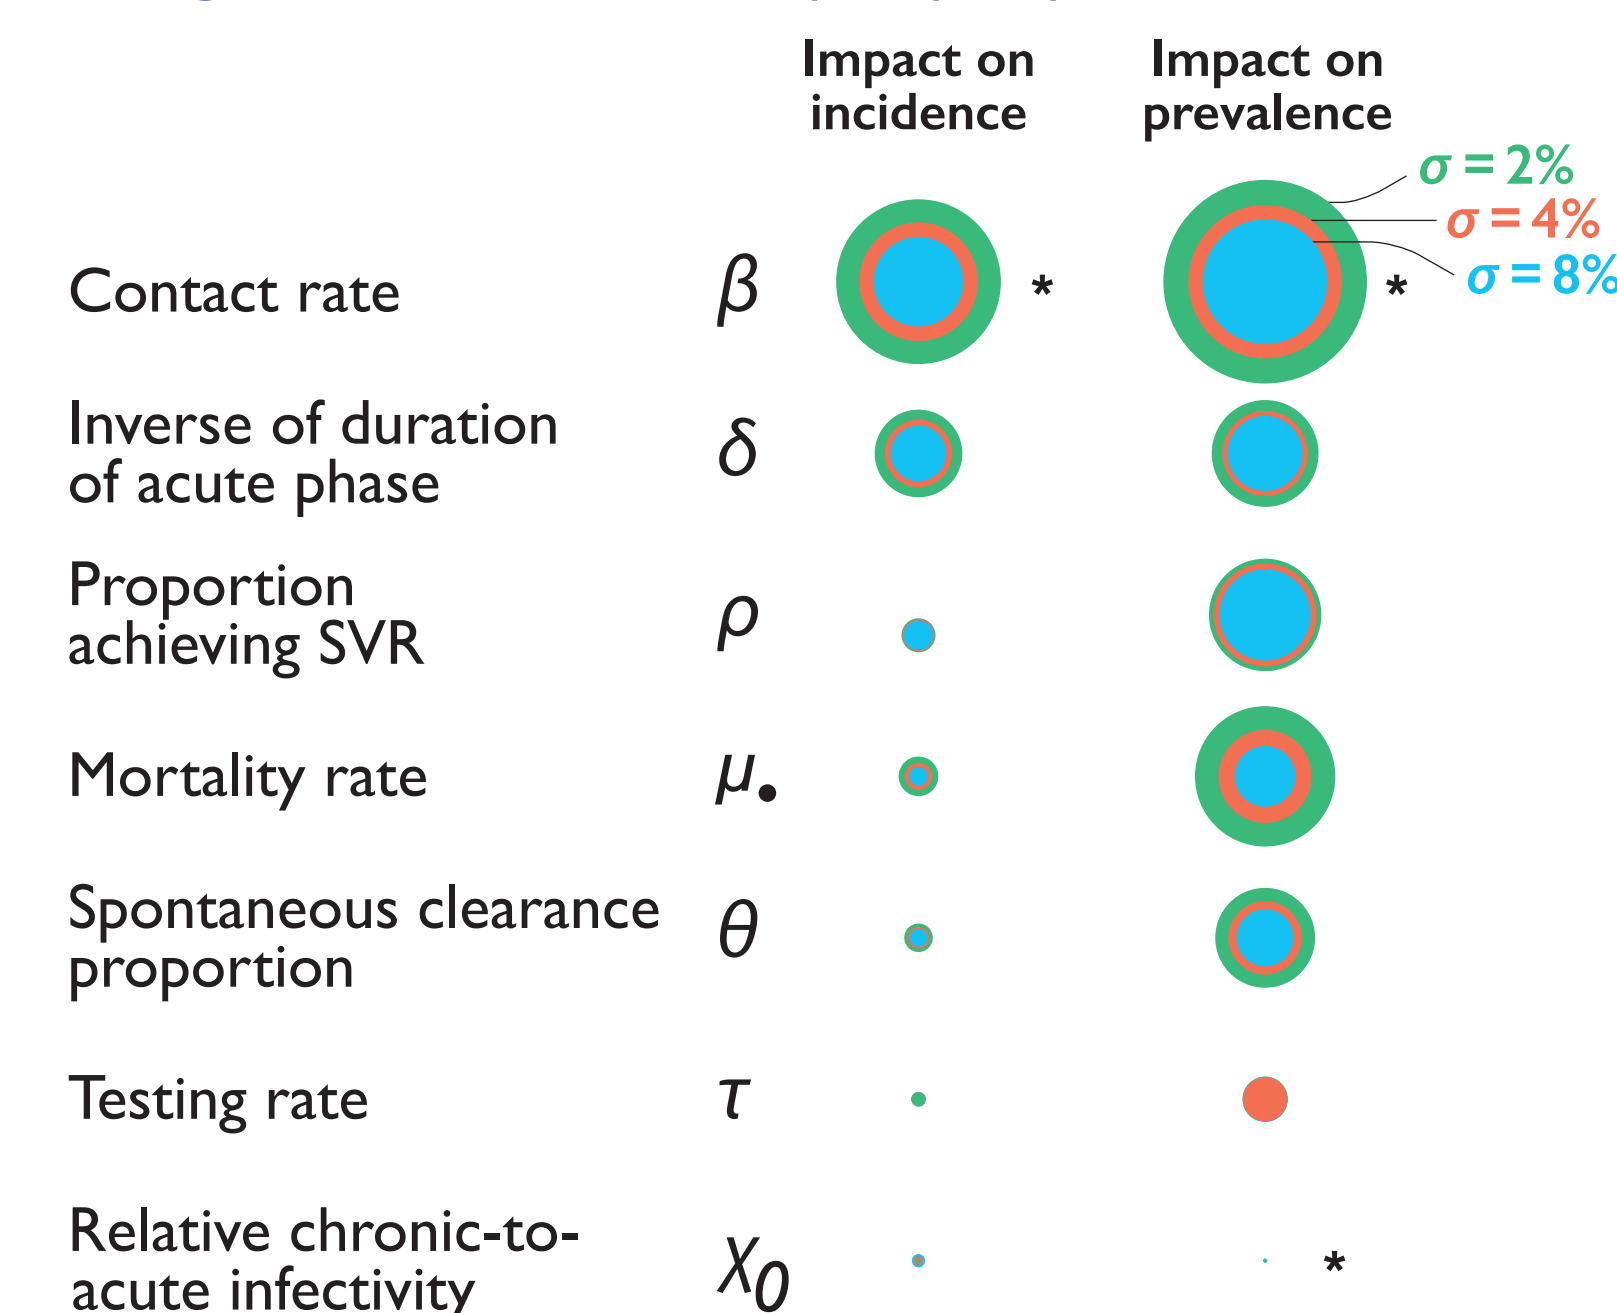 Impact on
incidence
Impact on
prevalence
σ = 2%
σ = 4%
σ = 8%
Contact rate β * *
Inverse of duration
of acute phase δ
Proportion
achieving SVR ρ
Mortality rate μ•
Spontaneous clearance
proportion θ
Testing rate τ
Relative chronic-to-
acute infectivity χ0 *